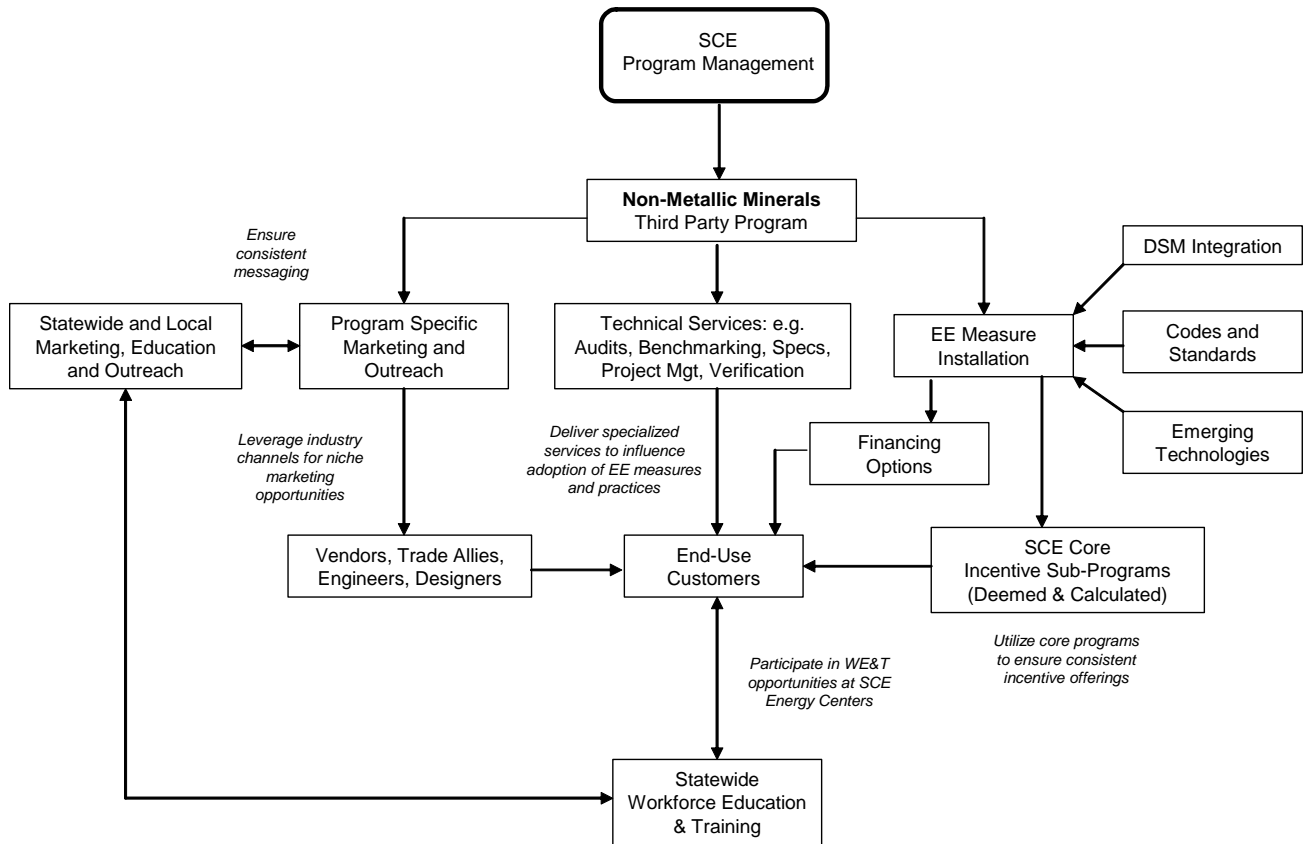 SCE
Program Management
Non-Metallic Minerals
Third Party Program
Ensure
consistent
messaging
DSM Integration
Statewide and Local
Marketing, Education
and Outreach
Program Specific
Marketing and
Outreach
Technical Services: e.g.
Audits, Benchmarking, Specs,
Project Mgt, Verification
EE Measure
Installation
Codes and
Standards
Leverage industry
channels for niche
marketing
opportunities
Deliver specialized
services to influence
adoption of EE measures
and practices
Financing
Options
Emerging
Technologies
Vendors, Trade Allies,
Engineers, Designers
End-Use
Customers
SCE Core
Incentive Sub-Programs
(Deemed & Calculated)
Participate in WE&T
opportunities at SCE
Energy Centers
Utilize core programs
to ensure consistent
incentive offerings
Statewide
Workforce Education
& Training